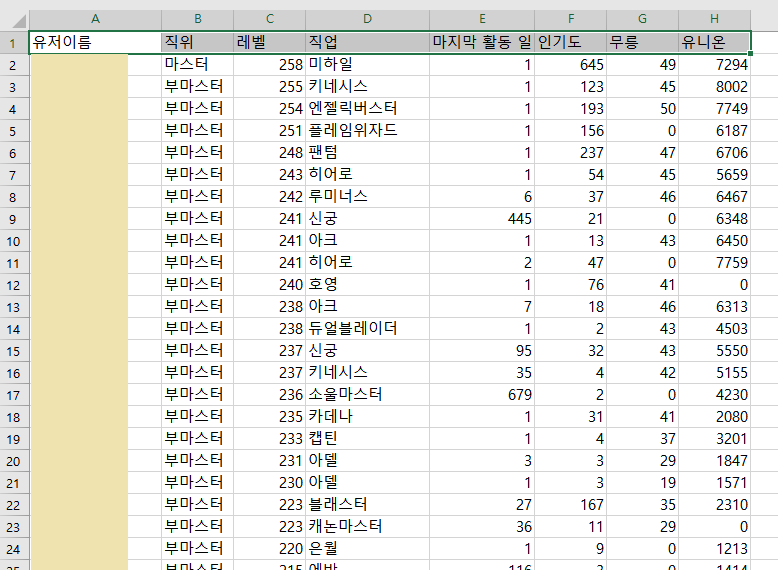 A B C D E F G H
1 유저이름 직위 레벨 직업 마지막 활동 일 인기도 무릉 유니온
2 마스터 258 미하일 1 645 49 7294
3 부마스터 255 키네시스 1 123 45 8002
4 부마스터 254 엔젤릭버스터 1 193 50 7749
5 부마스터 251 플레임위자드 1 156 0 6187
6 부마스터 248 팬텀 1 237 47 6706
7 부마스터 243 히어로 1 54 45 5659
8 부마스터 242 루미너스 6 37 46 6467
9 부마스터 241 신궁 445 21 0 6348
10 부마스터 241 아크 1 13 43 6450
11 부마스터 241 히어로 2 47 0 7759
12 부마스터 240 호영 1 76 41 0
13 부마스터 238 아크 7 18 46 6313
14 부마스터 238 듀얼블레이더 1 2 43 4503
15 부마스터 237 신궁 95 32 43 5550
16 부마스터 237 키네시스 35 4 42 5155
17 부마스터 236 소울마스터 679 2 0 4230
18 부마스터 235 카데나 1 31 41 2080
19 부마스터 233 캡틴 1 4 37 3201
20 부마스터 231 아델 3 3 29 1847
21 부마스터 230 아델 1 3 19 1571
22 부마스터 223 블래스터 27 167 35 2310
23 부마스터 223 캐논마스터 36 11 29 0
24 부마스터 220 은월 1 9 0 1213